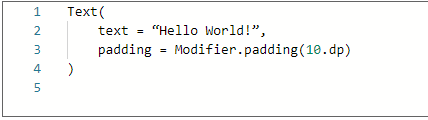 1 Text(
2     text = “Hello World!”,
3     padding = Modifier.padding(10.dp)
4 )
5